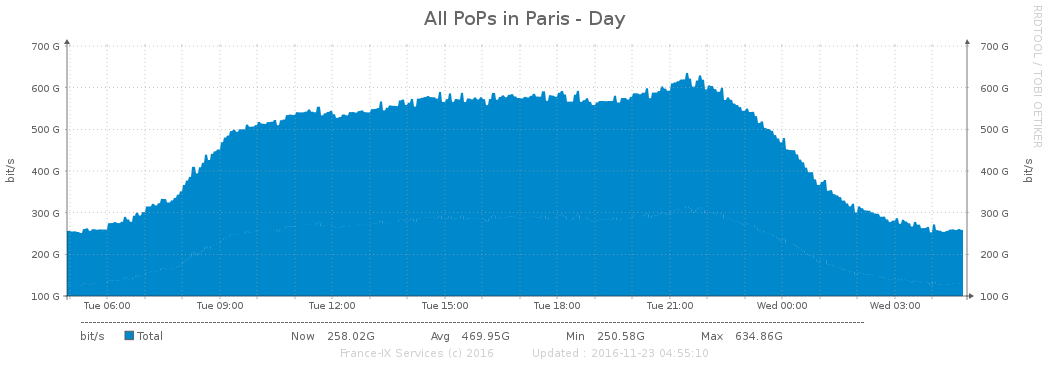 All PoPs in Paris - Day
RRDTOOL / TOBI OETIKER
700 G 700 G
600 G 600 G
500 G 500 G
400 G 400 G
300 G 300 G
200 G 200 G
100 G 100 G
bit/s bit/s
Tue 06:00 Tue 09:00 Tue 12:00 Tue 15:00 Tue 18:00 Tue 21:00 Wed 00:00 Wed 03:00
bit/s Total Now 258.02G Avg 469.95G Min 250.58G Max 634.86G
France-IX Services (c) 2016 Updated : 2016-11-23 04:55:10